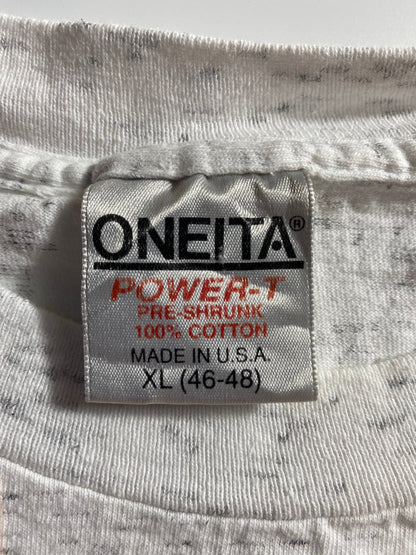 ONEITA®
POWER-T
PRE-SHRUNK
100% COTTON
MADE IN U.S.A.
XL (46-48)